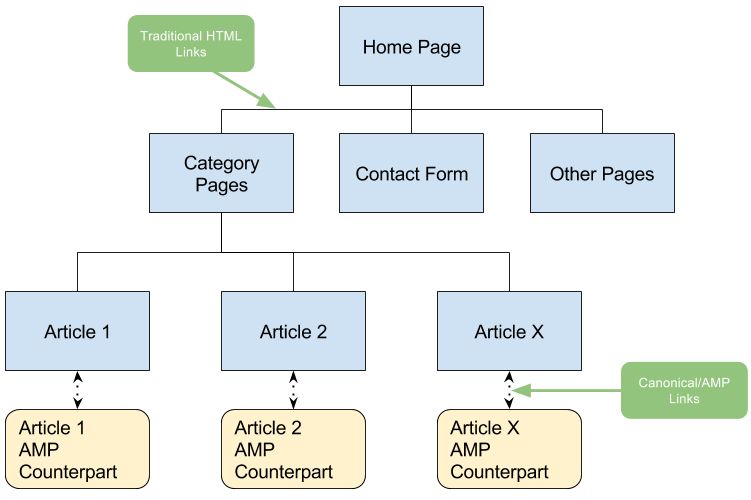 Traditional HTML
Links
Home Page
Category
Pages
Contact Form
Other Pages
Article 1
Article 2
Article X
Canonical/AMP
Links
Article 1
AMP
Counterpart
Article 2
AMP
Counterpart
Article X
AMP
Counterpart